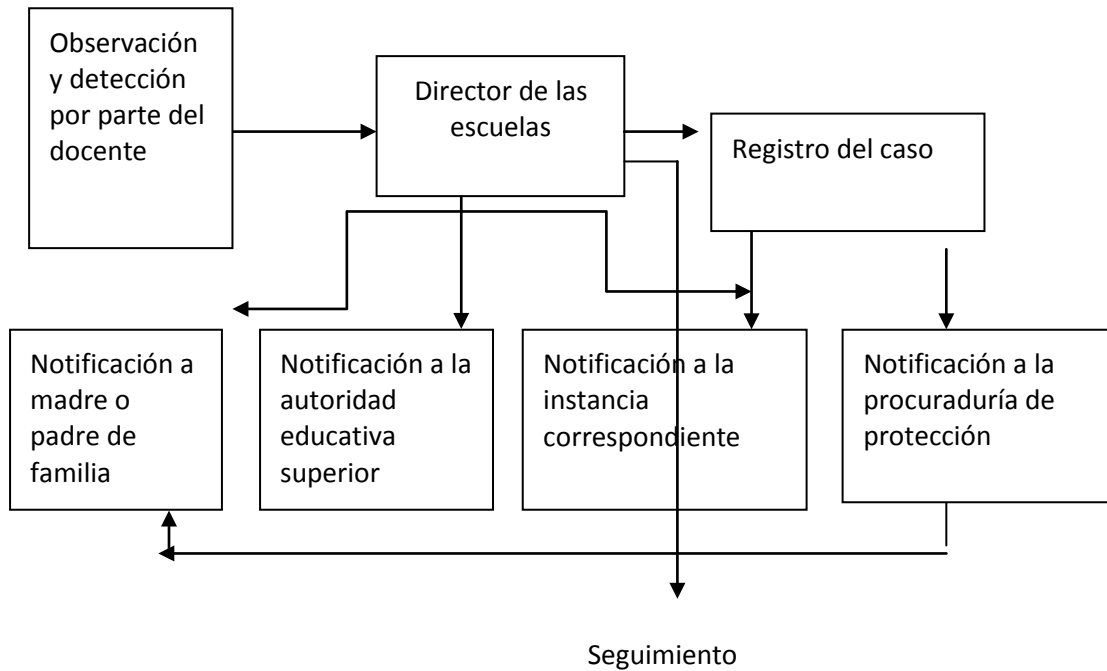 Observación
y detección
por parte del
docente
Director de las
escuelas
Registro del caso
Notificación a
madre o
padre de
familia
Notificación a la
autoridad
educativa
superior
Notificación a la
instancia
correspondiente
Notificación a la
procuraduría de
protección
Seguimiento